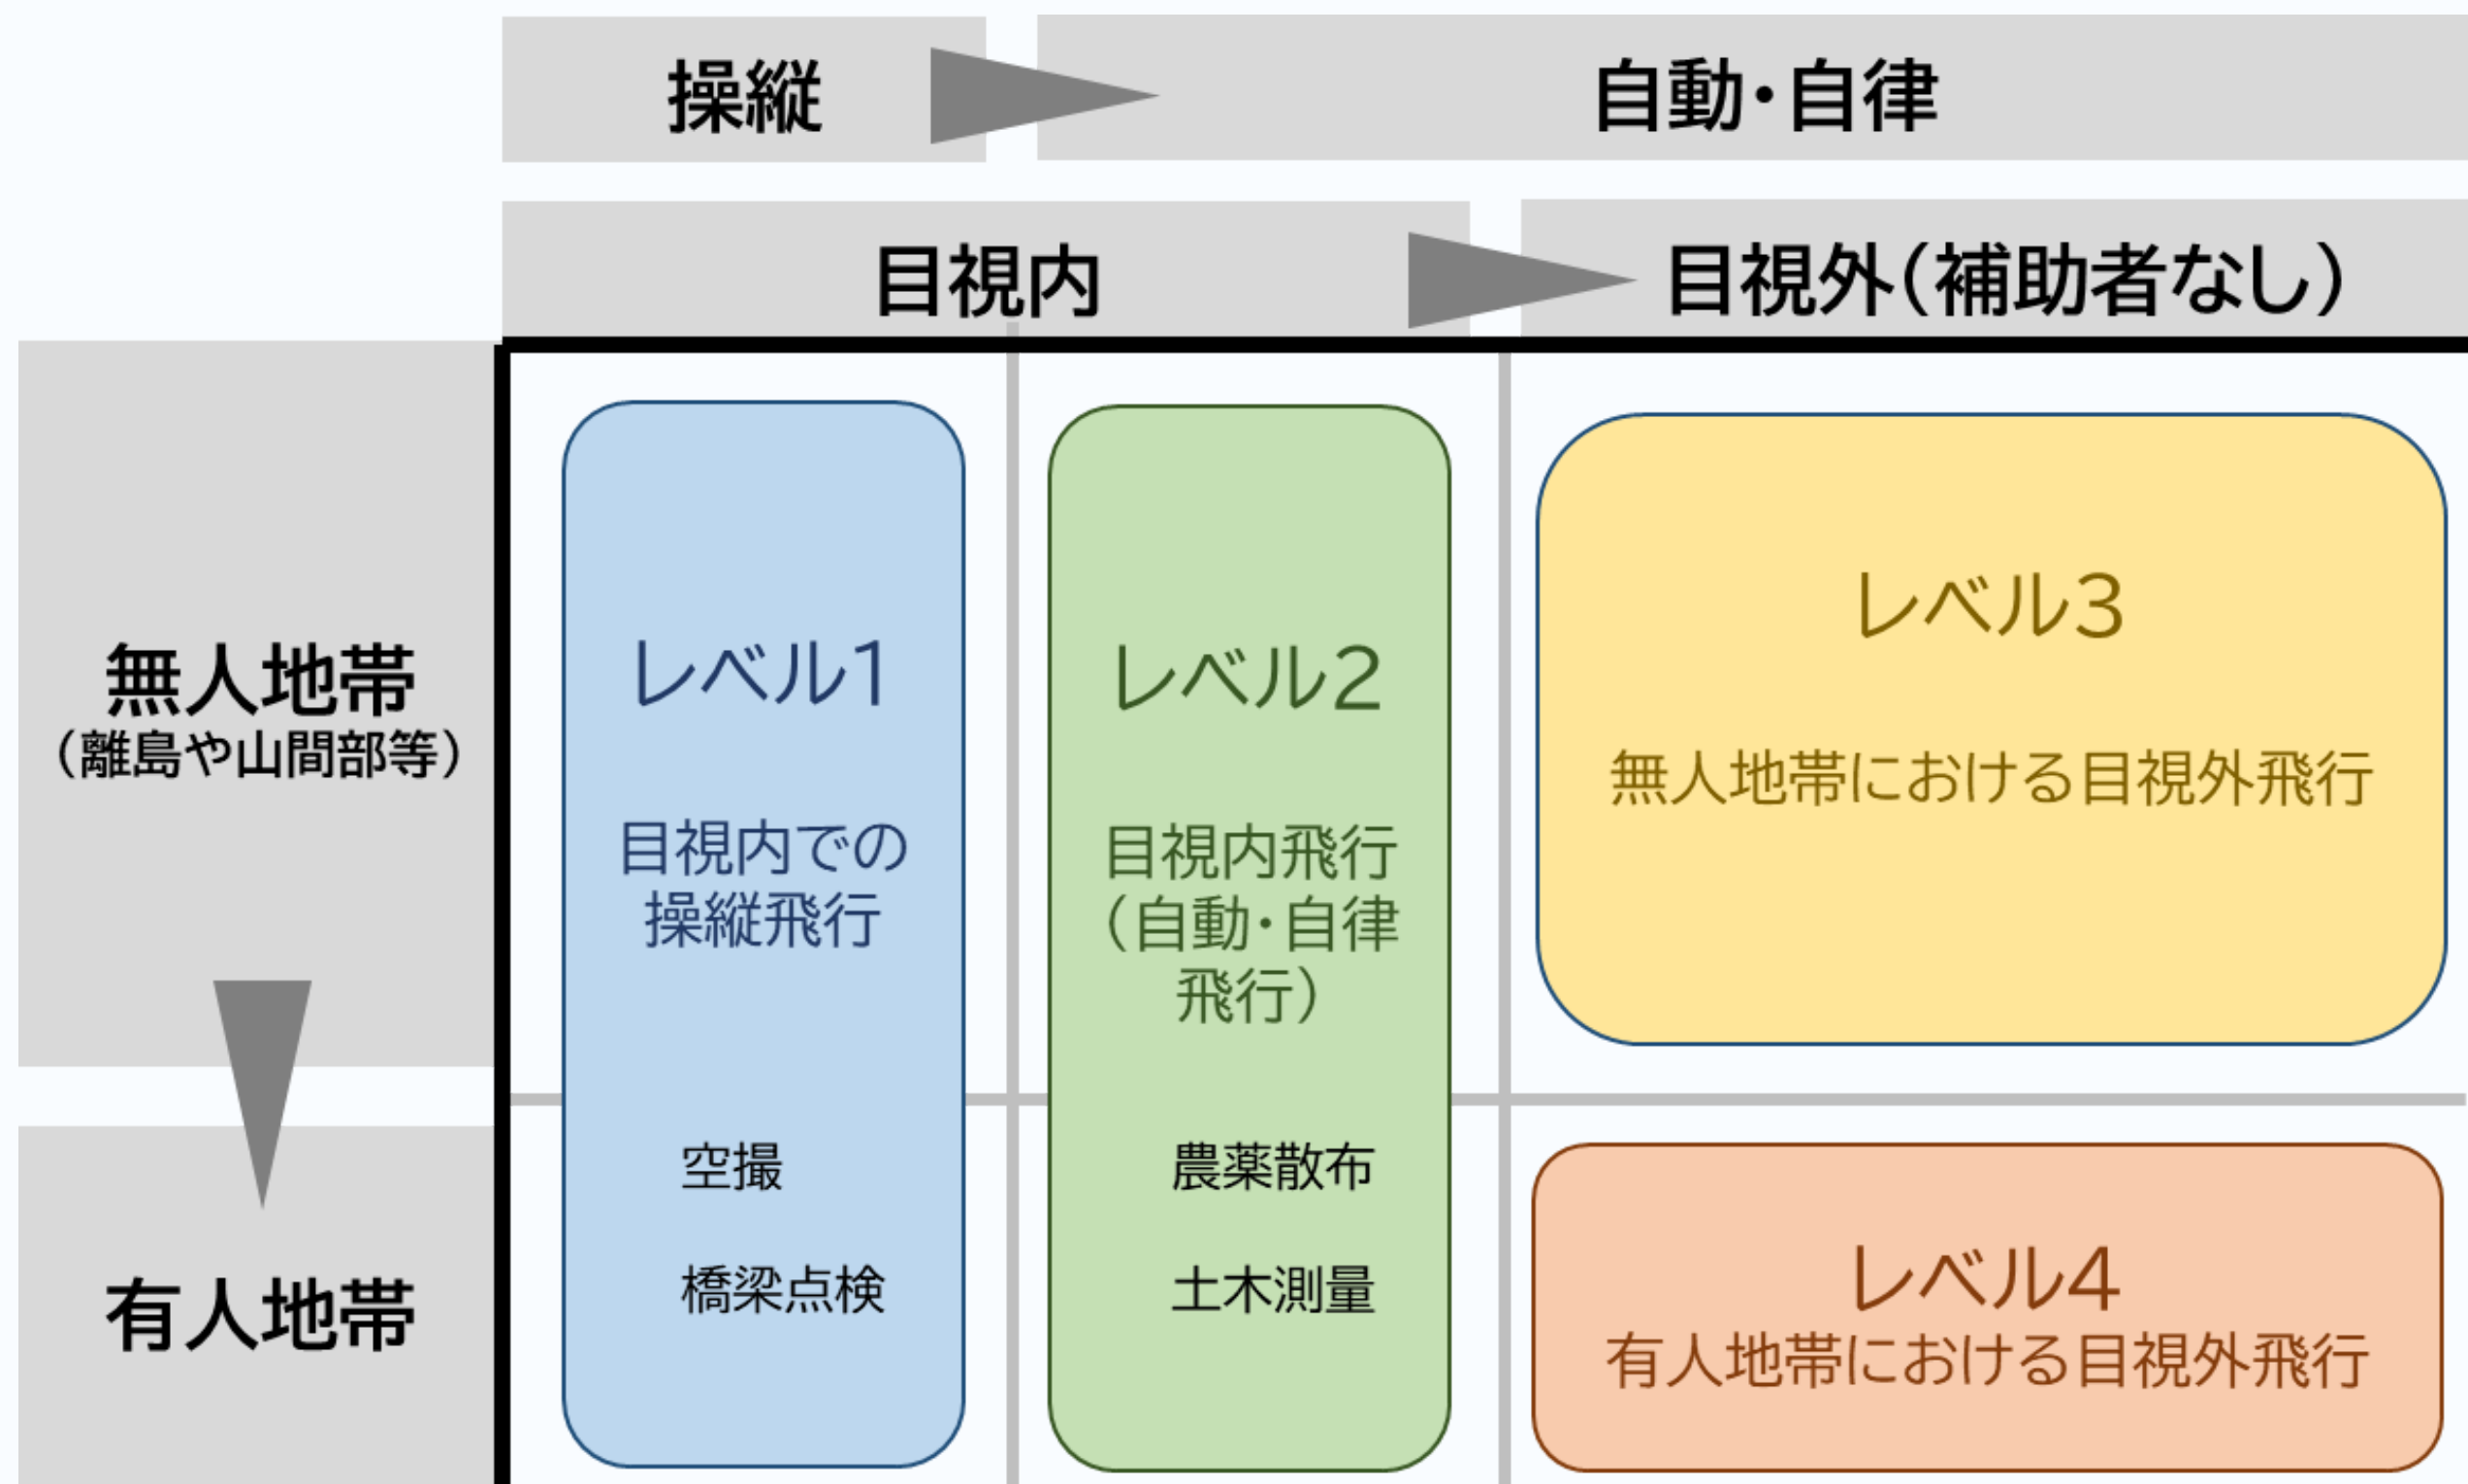 操縦
自動・自律
目視内
目視外（補助者なし）
無人地帯
（離島や山間部等）
有人地帯
レベル1
目視内での
操縦飛行
空撮
橋梁点検
レベル2
目視内飛行
（自動・自律
飛行）
農薬散布
土木測量
レベル3
無人地帯における目視外飛行
レベル4
有人地帯における目視外飛行